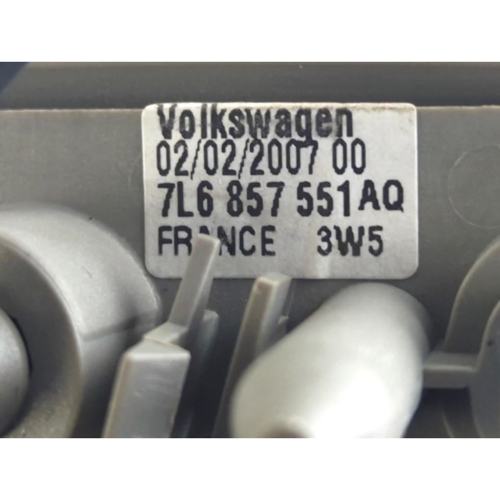 Volkswagen
02/02/2007 00
7L6 857 551AQ
FRANCE 3W5